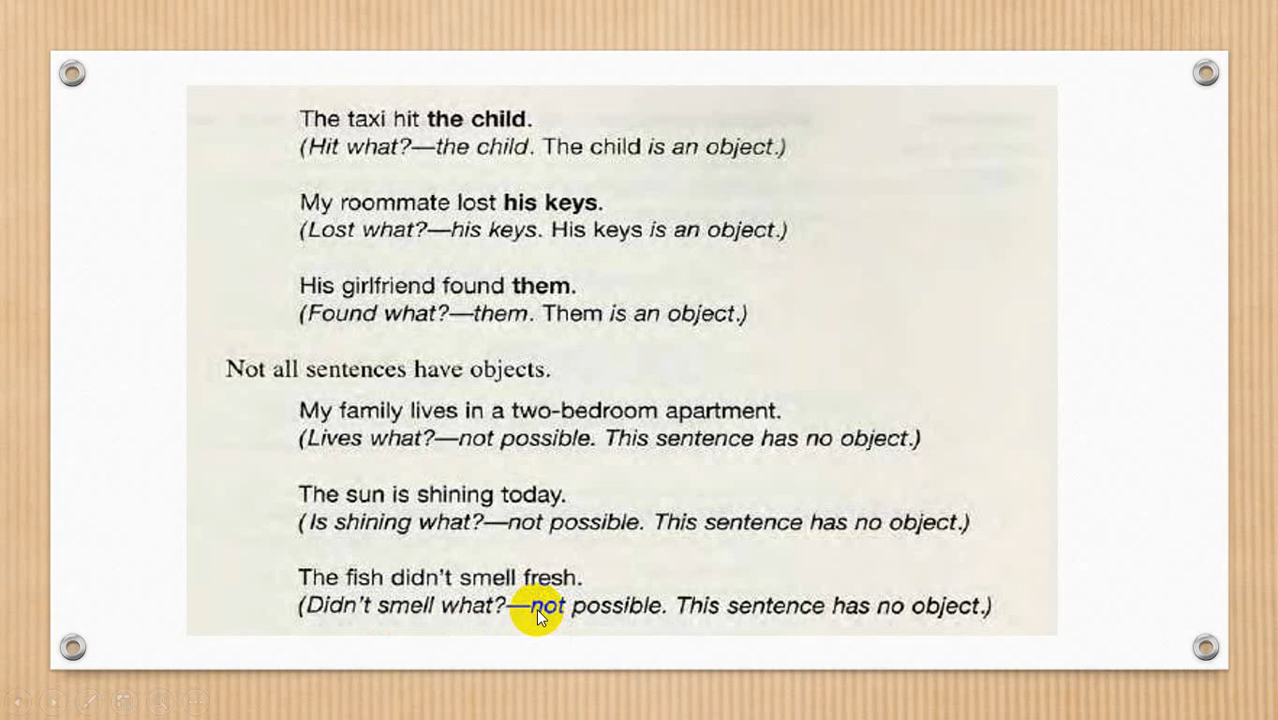 The taxi hit the child.
(Hit what?—the child. The child is an object.)
My roommate lost his keys.
(Lost what?—his keys. His keys is an object.)
His girlfriend found them.
(Found what?—them. Them is an object.)
Not all sentences have objects.
My family lives in a two-bedroom apartment.
(Lives what?—not possible. This sentence has no object.)
The sun is shining today.
(Is shining what?—not possible. This sentence has no object.)
The fish didn't smell fresh.
(Didn't smell what?—not possible. This sentence has no object.)